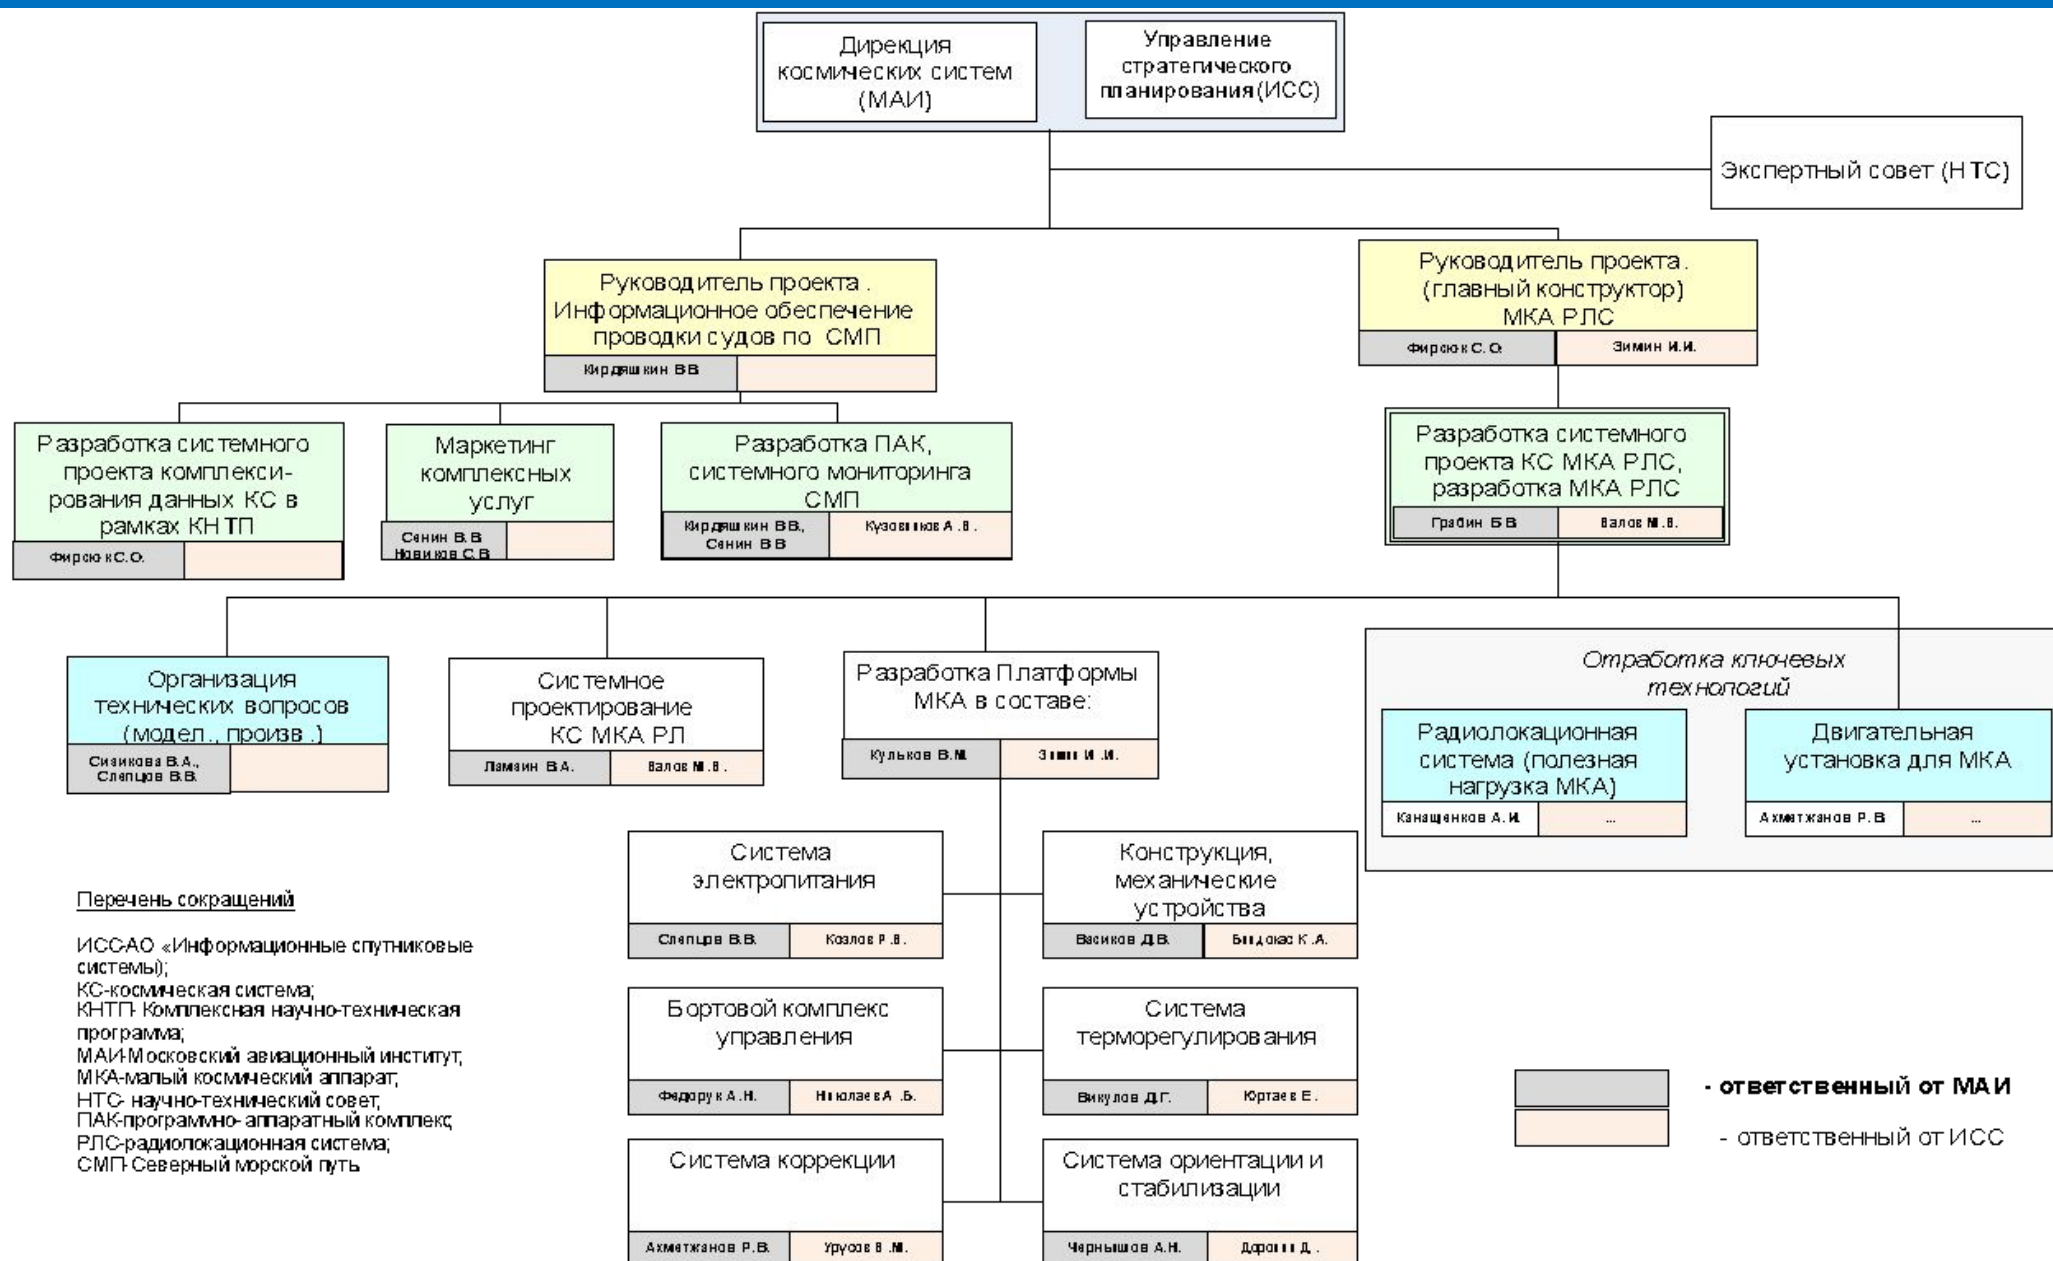 Дирекция
космических систем
(МАИ)
Управление
стратегического
планирования(ИСС)
Экспертный совет (НТС)
Руководитель проекта .
Информационное обеспечение
проводки судов по СМП
Кирдяшкин В.В.
Руководитель проекта.
(главный конструктор)
МКА РЛС
Фирсюк С.О.
Зимин И.И.
Разработка системного
проекта комплекси-
рования данных КС в
рамках КНТП
Фирсюк С.О.
Маркетинг
комплексных
услуг
Сенин В.В.
Новиков С.В.
Разработка ПАК,
системного мониторинга
СМП
Кирдяшкин В.В.,
Сенин В.В.
Кузовников А.В.
Разработка системного
проекта КС МКА РЛС,
разработка МКА РЛС
Грабин Б.В.
Валов М.В.
Организация
технических вопросов
(модел., произв.)
Сизикова В.А.,
Слепцов В.В.
Системное
проектирование
КС МКА РЛ
Ламзин В.А.
Валов М.В.
Разработка Платформы
МКА в составе:
Кульков В.М.
Зимин И.И.
Отработка ключевых
технологий
Радиолокационная
система (полезная
нагрузка МКА)
Канащенков А.И.
...
Двигательная
установка для МКА
Ахметжанов Р.В.
...
Система
электропитания
Слепцов В.В.
Козлов Р.В.
Конструкция,
механические
устройства
Васиков Д.В.
К.А.
Бортовой комплекс
управления
Федорук А.Н.
Николаев А.Б.
Система
терморегулирования
Викулов Д.Г.
Юртаев Е.
Система коррекции
Ахметжанов Р.В.
Урусов В.М.
Система ориентации и
стабилизации
Чернышов А.Н.
Д.
Перечень сокращений
ИСС-АО «Информационные спутниковые
системы);
КС-космическая система;
КНТП- Комплексная научно-техническая
программа;
МАИ-Московский авиационный институт;
МКА-малый космический аппарат;
НТС- научно-технический совет;
ПАК-программно-аппаратный комплекс;
РЛС-радиолокационная система;
СМП- Северный морской путь
- ответственный от МАИ
- ответственный от ИСС